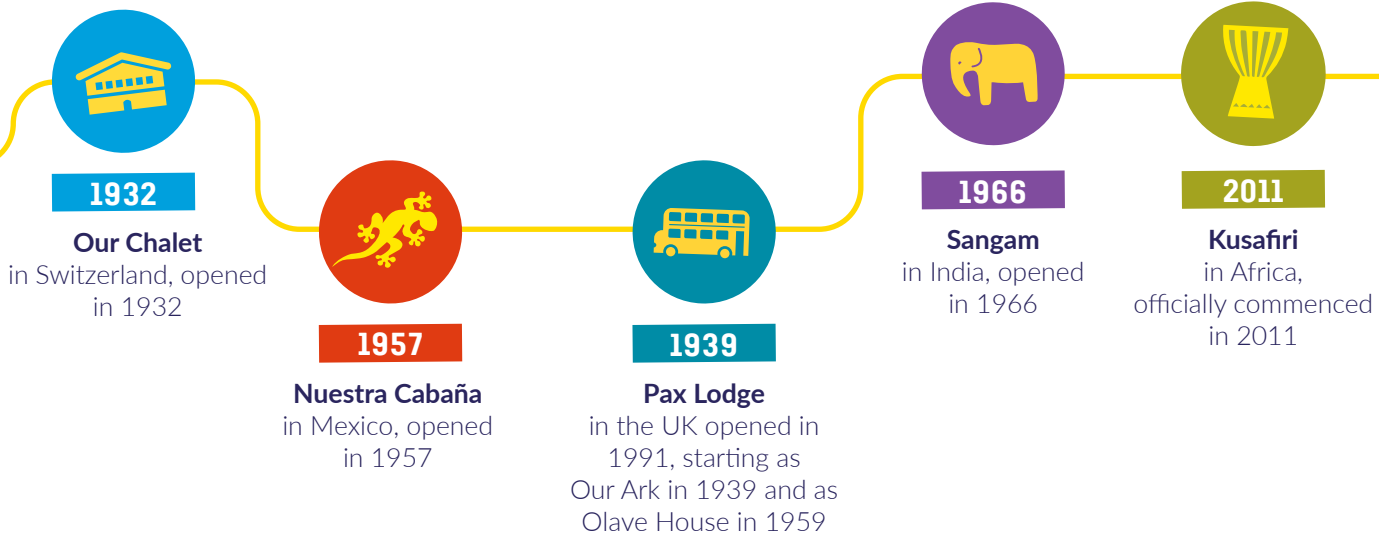 1932
Our Chalet
in Switzerland, opened
in 1932
1957
Nuestra Cabaña
in Mexico, opened
in 1957
1939
Pax Lodge
in the UK opened in
1991, starting as
Our Ark in 1939 and as
Olave House in 1959
1966
Sangam
in India, opened
in 1966
2011
Kusafiri
in Africa,
officially commenced
in 2011